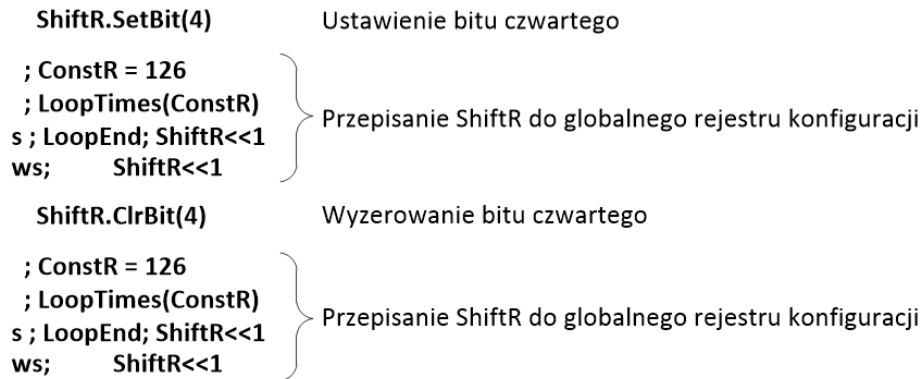 ShiftR.SetBit(4) Ustawienie bitu czwartego
; ConstR = 126
; LoopTimes(ConstR)
Przepisanie ShiftR do globalnego rejestru konfiguracji
s ; LoopEnd; ShiftR<<1
ws; ShiftR<<1
ShiftR.ClrBit(4) Wyzerowanie bitu czwartego
; ConstR = 126
; LoopTimes(ConstR)
Przepisanie ShiftR do globalnego rejestru konfiguracji
s ; LoopEnd; ShiftR<<1
ws; ShiftR<<1